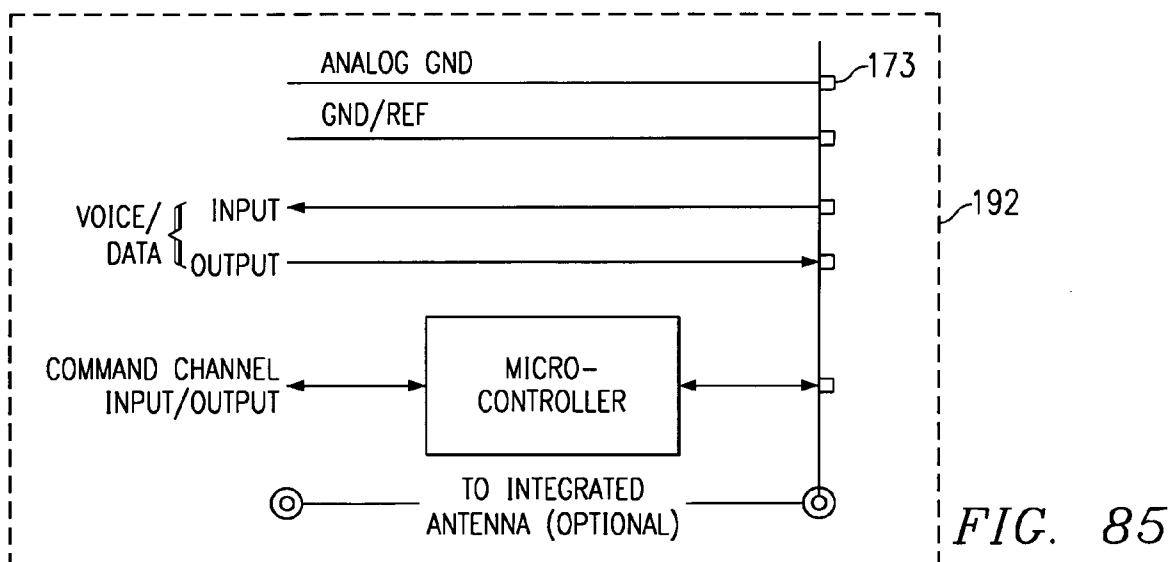 ANALOG GND
173
GND/REF
192
VOICE/
DATA
INPUT
OUTPUT
COMMAND CHANNEL
INPUT/OUTPUT
MICRO-
CONTROLLER
TO INTEGRATED
ANTENNA (OPTIONAL)
FIG. 85